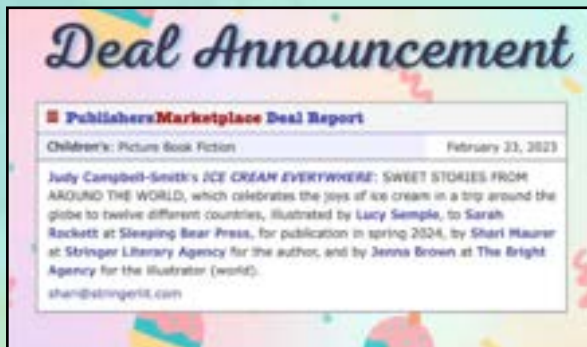 Deal Announcement
PublishersMarketplace Deal Report
Children's: Picture Book Fiction February 23, 2023
Judy Campbell-Smith's ICE CREAM EVERYWHERE: SWEET STORIES FROM
AROUND THE WORLD, which celebrates the joys of ice cream in a trip around the
globe to twelve different countries, illustrated by Lucy Semple, to Sarah
Rockett at Sleeping Bear Press, for publication in spring 2024, by Shari Maurer
at Stringer Literary Agency for the author, and by Jenna Brown at The Bright
Agency for the illustrator (world).
shari@stringerlit.com